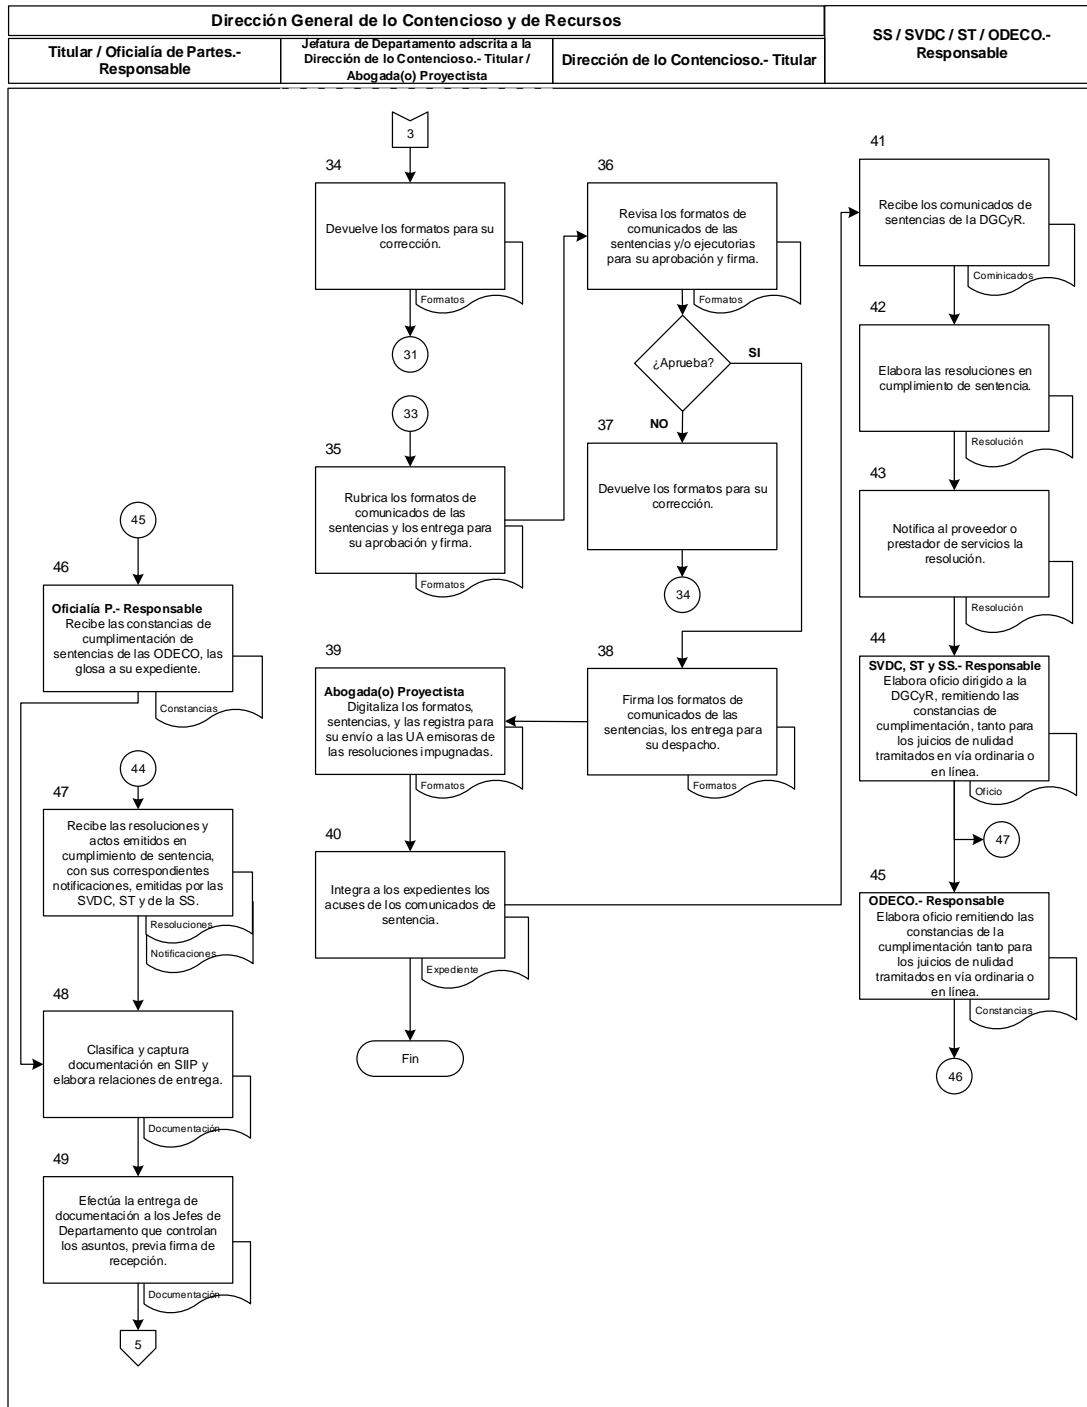 Dirección General de lo Contencioso y de Recursos
SS / SVDC / ST / ODECO.-
Responsable
Titular / Oficialía de Partes.-
Responsable
Jefatura de Departamento adscrita a la
Dirección de lo Contencioso.- Titular /
Abogada(o) Proyectista
Dirección de lo Contencioso.- Titular
3
34
Devuelve los formatos para su
corrección.
Formatos
31
33
35
Rubrica los formatos de
comunicados de las
sentencias y los entrega para
su aprobación y firma.
Formatos
36
Revisa los formatos de
comunicados de las
sentencias y/o ejecutorias
para su aprobación y firma.
Formatos
¿Aprueba?
SI
NO
37
Devuelve los formatos para su
corrección.
34
38
Firma los formatos de
comunicados de las
sentencias, los entrega para
su despacho.
Formatos
39
Abogada(o) Proyectista
Digitaliza los formatos,
sentencias, y las registra para
su envío a las UA emisoras de
las resoluciones impugnadas.
Formatos
40
Integra a los expedientes los
acuses de los comunicados de
sentencia.
Expediente
Fin
41
Recibe los comunicados de
sentencias de la DGCyR.
Cominicados
42
Elabora las resoluciones en
cumplimiento de sentencia.
Resolución
43
Notifica al proveedor o
prestador de servicios la
resolución.
Resolución
44
SVDC, ST y SS.- Responsable
Elabora oficio dirigido a la
DGCyR, remitiendo las
constancias de
cumplimentación, tanto para
los juicios de nulidad
tramitados en vía ordinaria o
en línea.
Oficio
47
45
ODECO.- Responsable
Elabora oficio remitiendo las
constancias de la
cumplimentación tanto para
los juicios de nulidad
tramitados en vía ordinaria o
en línea.
Constancias
46
45
46
Oficialía P.- Responsable
Recibe las constancias de
cumplimentación de
sentencias de las ODECO, las
glosa a su expediente.
Constancias
44
47
Recibe las resoluciones y
actos emitidos en
cumplimiento de sentencia,
con sus correspondientes
notificaciones, emitidas por las
SVDC, ST y de la SS.
Resoluciones
Notificaciones
48
Clasifica y captura
documentación en SIIP y
elabora relaciones de entrega.
Documentación
49
Efectúa la entrega de
documentación a los Jefes de
Departamento que controlan
los asuntos, previa firma de
recepción.
Documentación
5